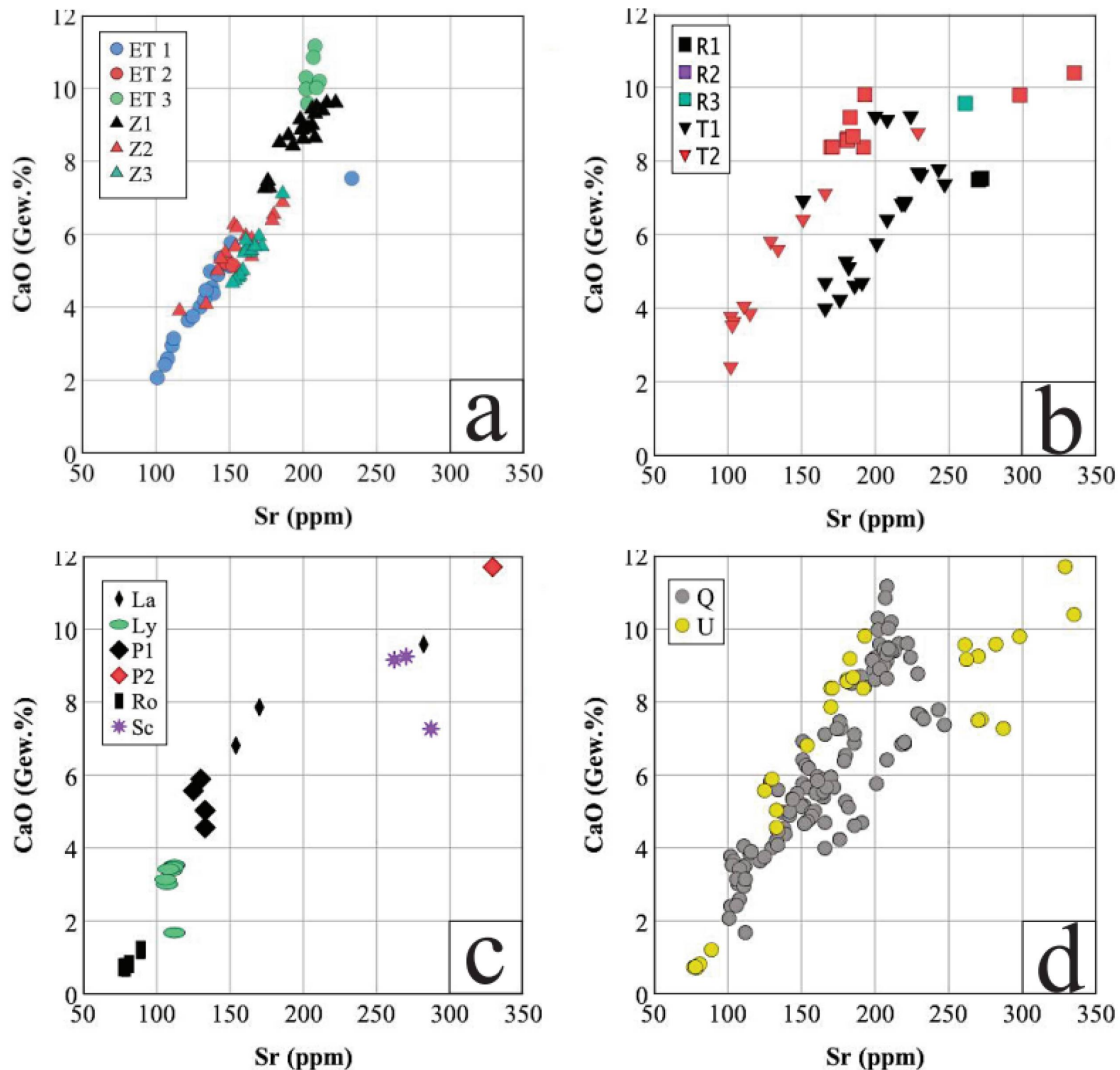 12
10
8
6
4
2
0
CaO (Gew.%)
ET 1
ET 2
ET 3
Z1
Z2
Z3
a
50 100 150 200 250 300 350
Sr (ppm)
12
10
8
6
4
2
0
CaO (Gew.%)
R1
R2
R3
T1
T2
b
50 100 150 200 250 300 350
Sr (ppm)
12
10
8
6
4
2
0
CaO (Gew.%)
La
Ly
P1
P2
Ro
Sc
c
50 100 150 200 250 300 350
Sr (ppm)
12
10
8
6
4
2
0
CaO (Gew.%)
Q
U
d
50 100 150 200 250 300 350
Sr (ppm)